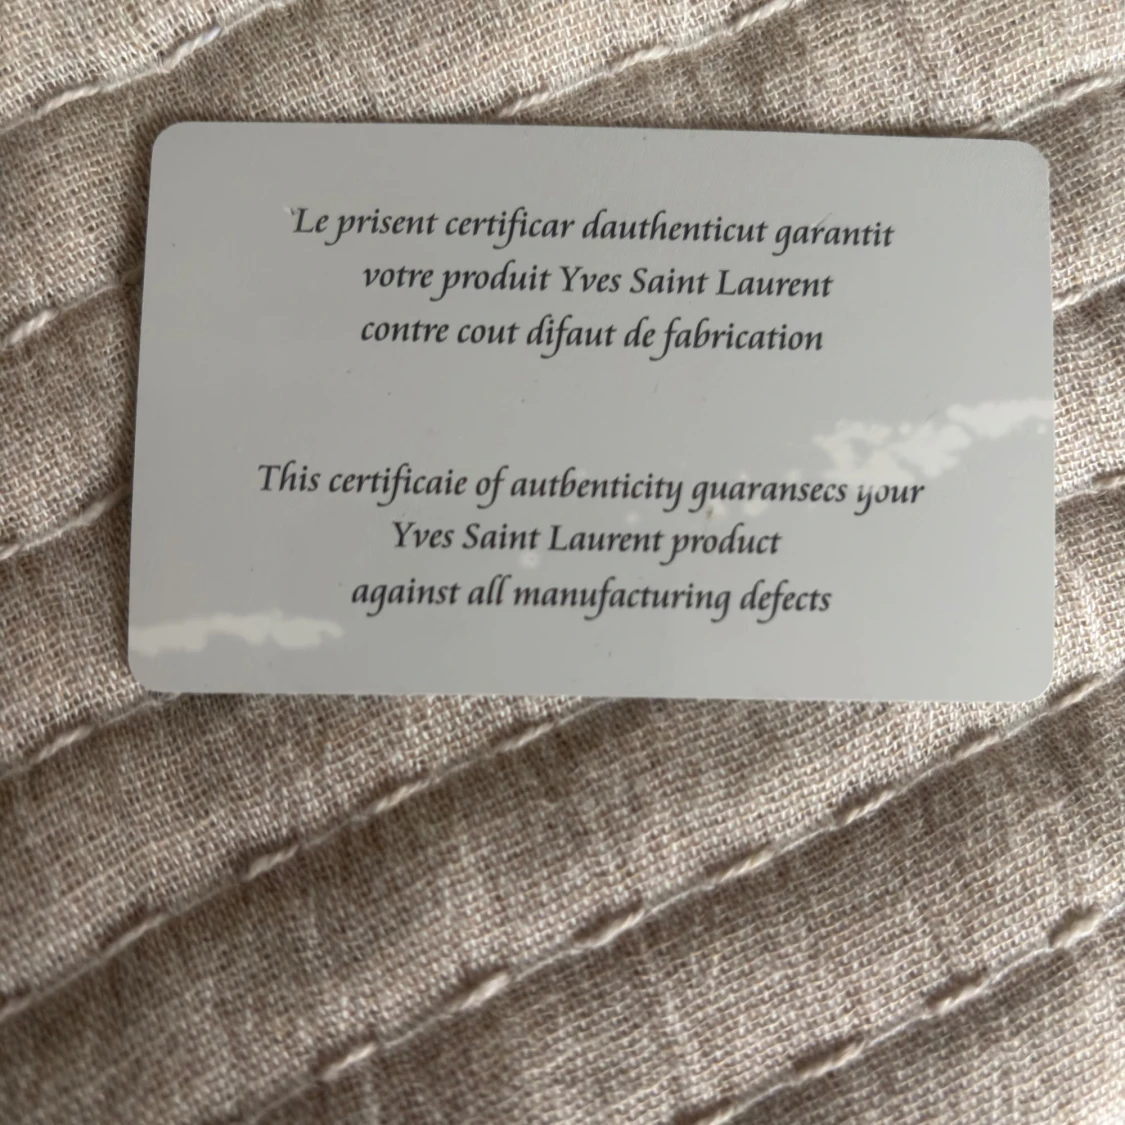 Le prisent certificar dauthenticut garantit
votre produit Yves Saint Laurent
contre cout difaut de fabrication
This certificaie of autbenticity guaransecs your
Yves Saint Laurent product
against all manufacturing defects